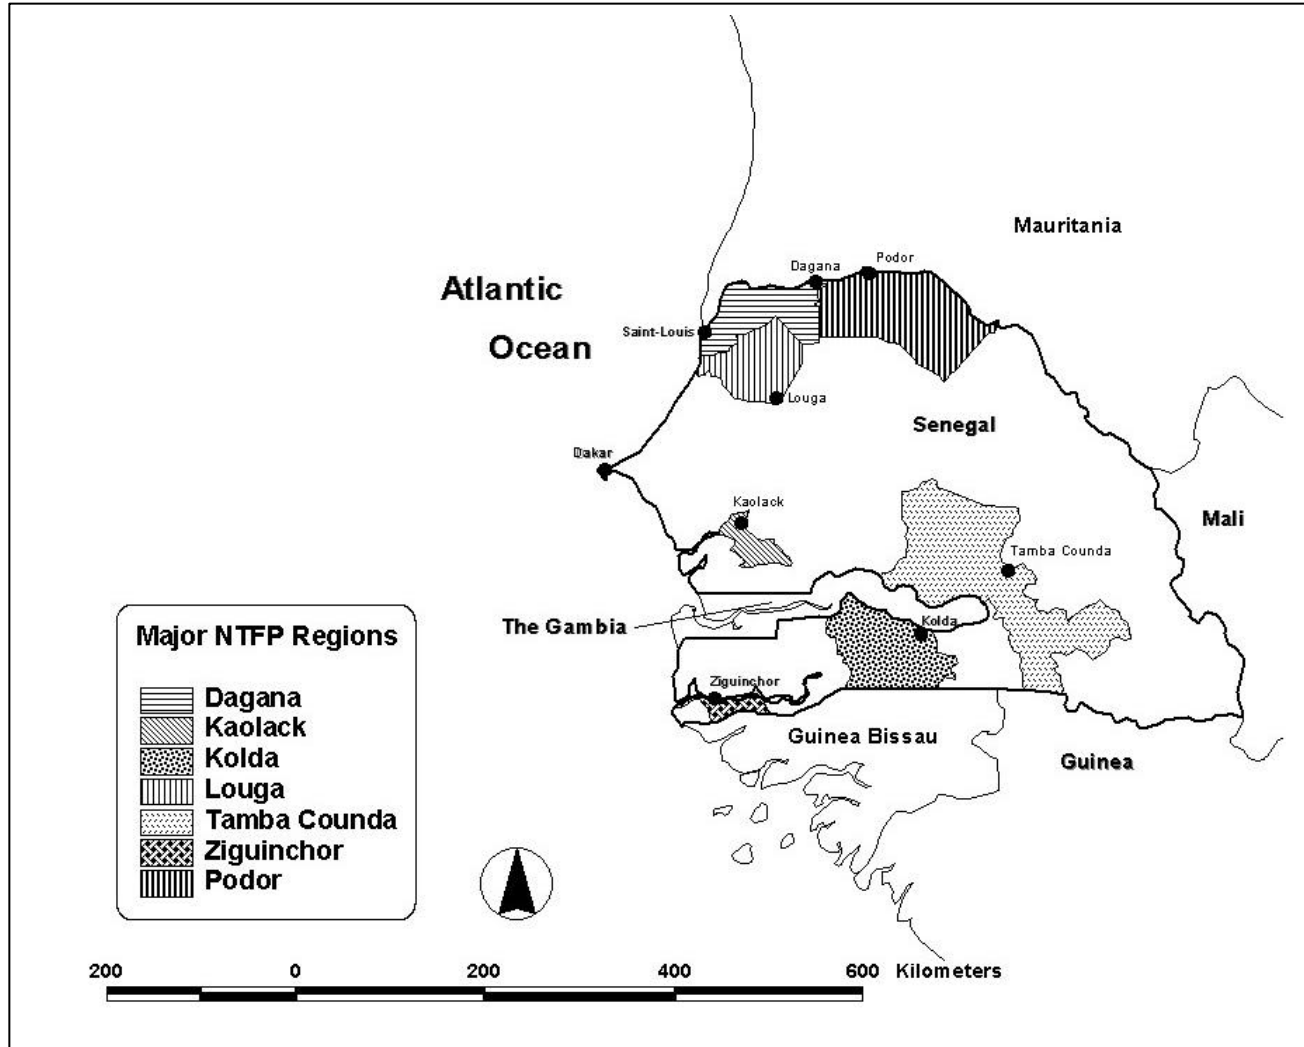 Mauritania
Podor
Dagana
Atlantic
Ocean
Saint-Louis
Louga
Senegal
Dakar
Kaolack
Mali
Tamba Counda
The Gambia
Kolda
Ziguinchor
Guinea Bissau
Guinea
Major NTFP Regions
Dagana
Kaolack
Kolda
Louga
Tamba Counda
Ziguinchor
Podor
200 0 200 400 600 Kilometers